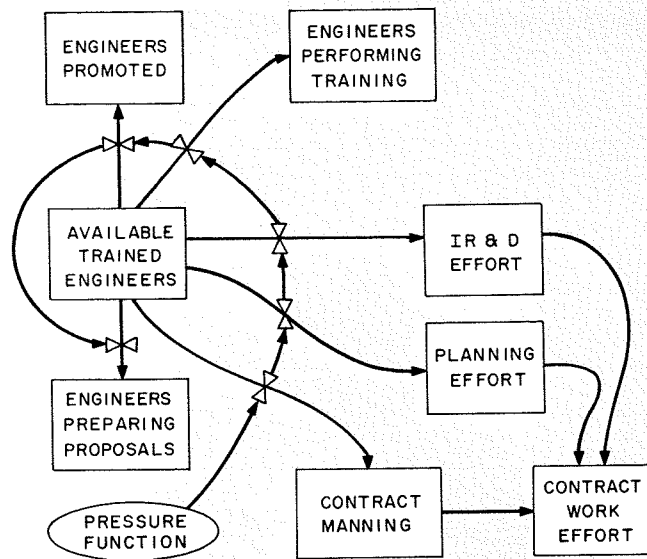 ENGINEERS
PROMOTED
ENGINEERS
PERFORMING
TRAINING
AVAILABLE
TRAINED
ENGINEERS
IR & D
EFFORT
PLANNING
EFFORT
ENGINEERS
PREPARING
PROPOSALS
CONTRACT
MANNING
CONTRACT
WORK
EFFORT
PRESSURE
FUNCTION